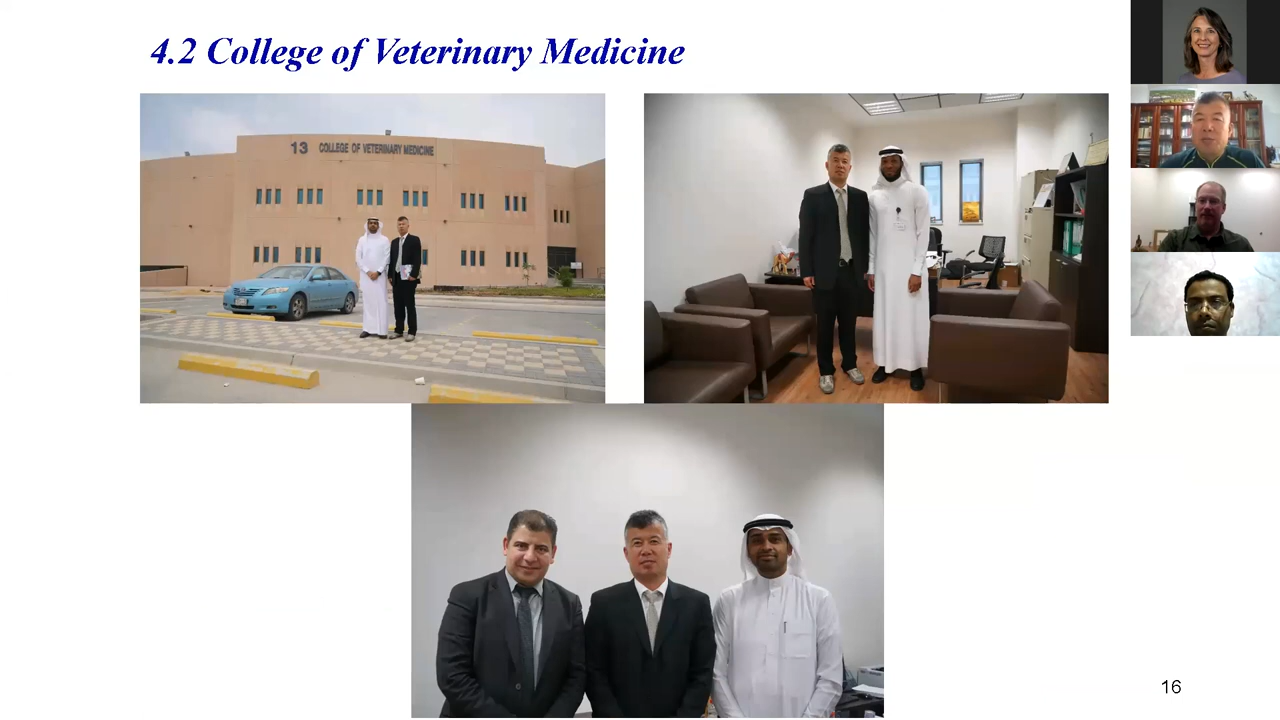 4.2 College of Veterinary Medicine
13 COLLEGE OF VETERINARY MEDICINE
16